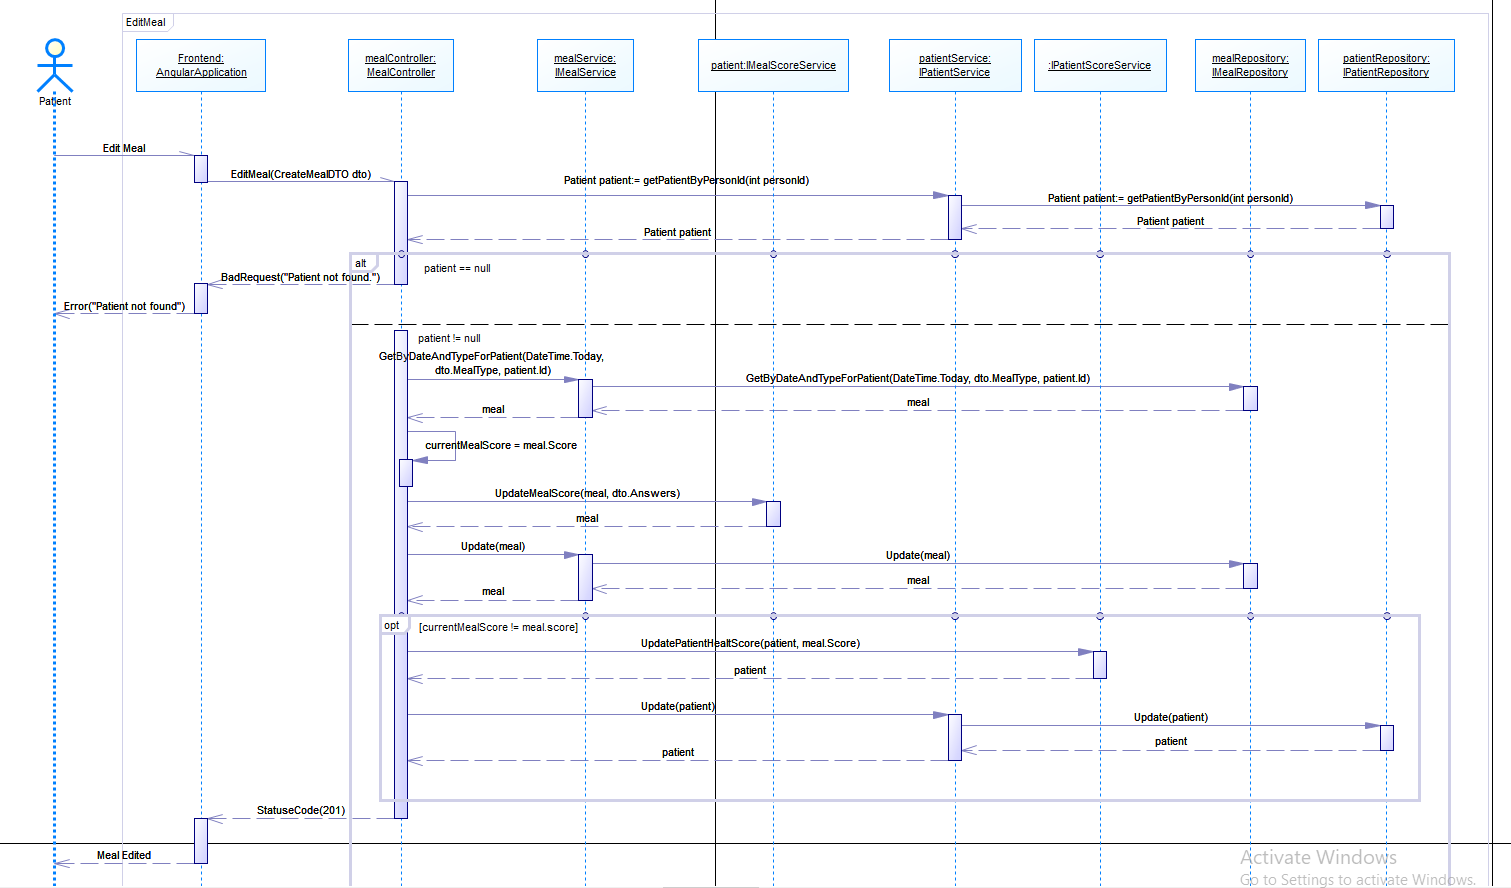 EditMeal
Patient
Frontend:
AngularApplication
mealController:
MealController
mealService:
IMealService
patient:IMealScoreService
patientService:
IPatientService
:IPatientScoreService
mealRepository:
IMealRepository
patientRepository:
IPatientRepository
Edit Meal
EditMeal(CreateMealDTO dto)
Patient patient:= getPatientByPersonId(int personId)
Patient patient:= getPatientByPersonId(int personId)
Patient patient
Patient patient
alt
patient == null
BadRequest("Patient not found.")
Error("Patient not found")
patient != null
GetByDateAndTypeForPatient(DateTime.Today,
dto.MealType, patient.Id)
GetByDateAndTypeForPatient(DateTime.Today, dto.MealType, patient.Id)
meal
meal
currentMealScore = meal.Score
UpdateMealScore(meal, dto.Answers)
meal
Update(meal)
Update(meal)
meal
meal
opt
[currentMealScore != meal.score]
UpdatePatientHealtScore(patient, meal.Score)
patient
Update(patient)
Update(patient)
patient
patient
StatuseCode(201)
Meal Edited
Activate Windows
Go to Settings to activate Windows.